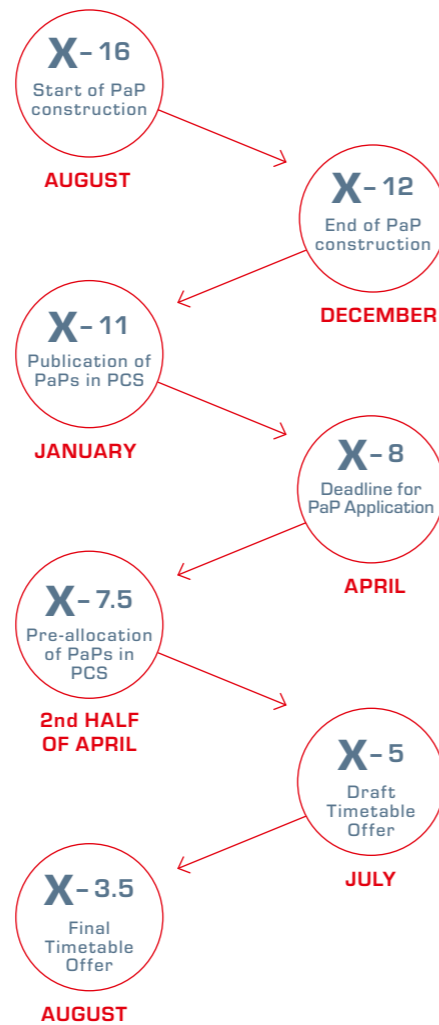 X-16
Start of PaP
construction
AUGUST
X-12
End of PaP
construction
DECEMBER
X-11
Publication of
PaPs in PCS
JANUARY
X-8
Deadline for
PaP Application
APRIL
X-7.5
Pre-allocation
of PaPs in
PCS
2nd HALF
OF APRIL
X-5
Draft
Timetable
Offer
JULY
X-3.5
Final
Timetable
Offer
AUGUST